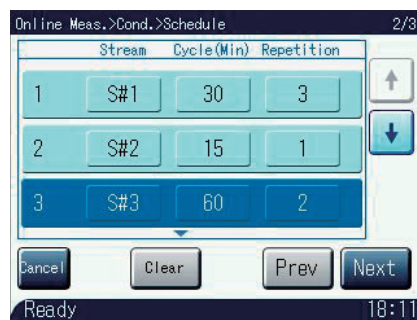 Online Meas.>Cond.>Schedule 2/3
Stream Cycle(Min) Repetition
1 S#1 30 3
2 S#2 15 1
3 S#3 60 2
Cancel Clear Prev Next
Ready 18:11